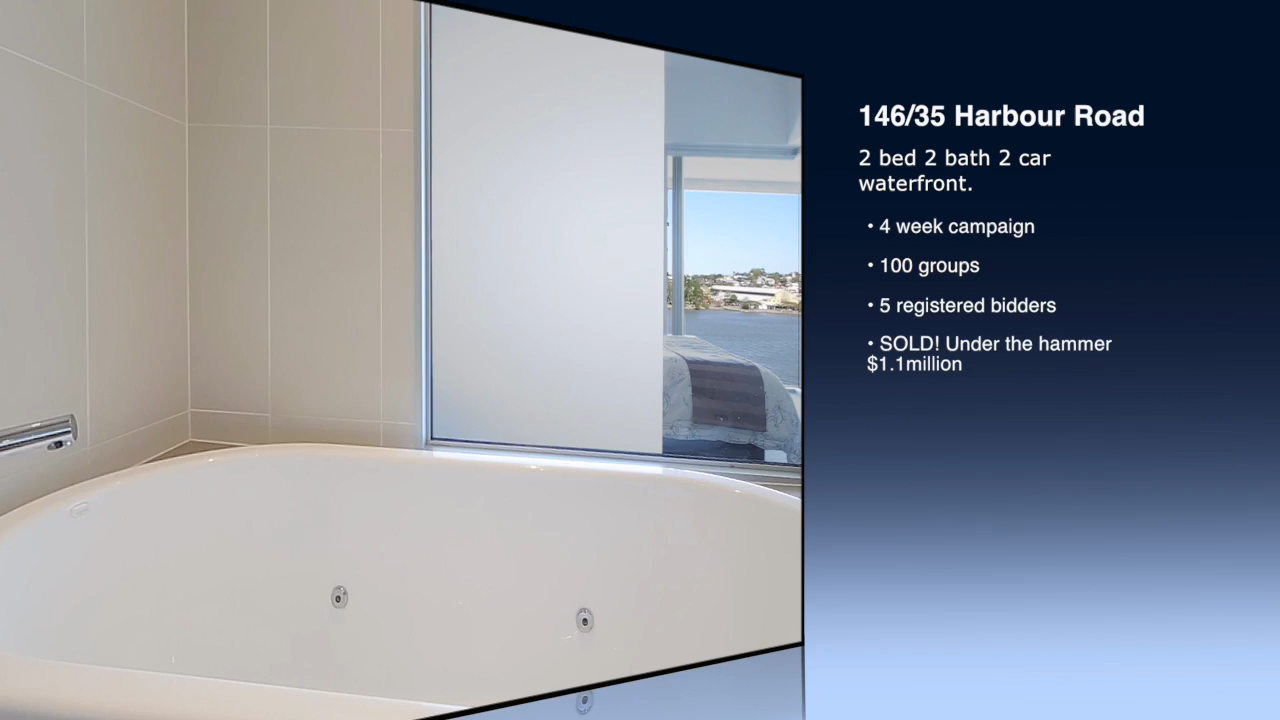 146/35 Harbour Road
2 bed 2 bath 2 car
waterfront.
• 4 week campaign
• 100 groups
• 5 registered bidders
• SOLD! Under the hammer
$1.1million